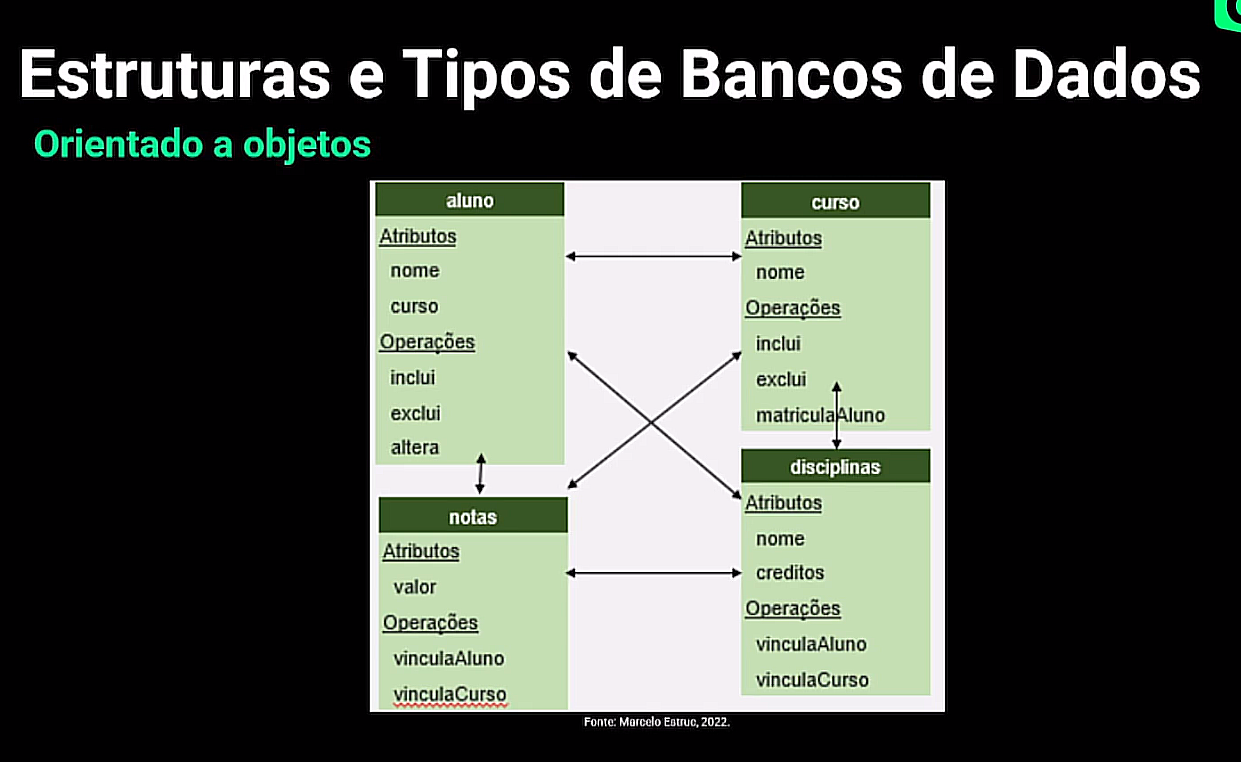 Estruturas e Tipos de Bancos de Dados
Orientado a objetos
aluno
Atributos
nome
curso
Operações
inclui
exclui
altera
curso
Atributos
nome
Operações
inclui
exclui
matriculaAluno
notas
Atributos
valor
Operações
vinculaAluno
vinculaCurso
disciplinas
Atributos
nome
creditos
Operações
vinculaAluno
vinculaCurso
Fonte: Marcelo Estruc, 2022.